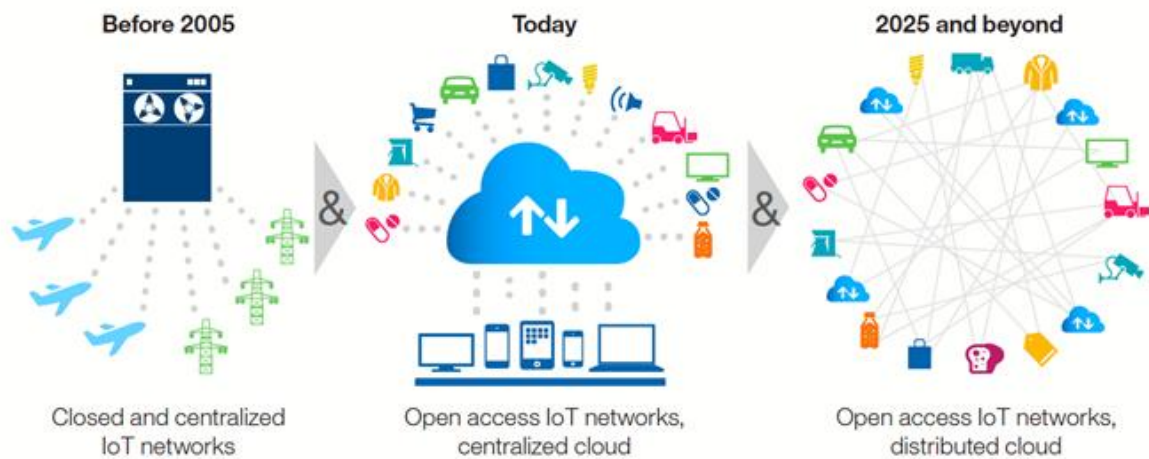 Before 2005
Today
2025 and beyond
&
&
Closed and centralized
IoT networks
Open access IoT networks,
centralized cloud
Open access IoT networks,
distributed cloud